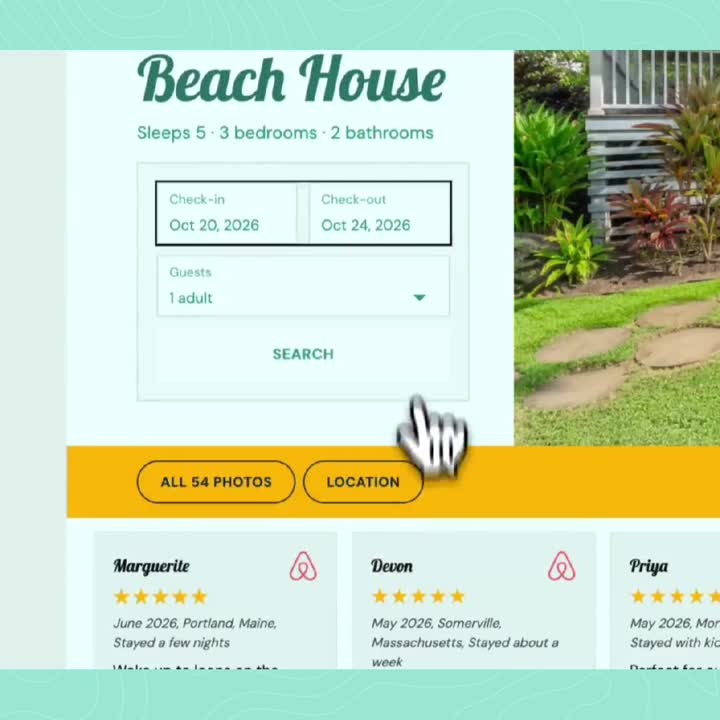 Beach House
Sleeps 5 · 3 bedrooms · 2 bathrooms
Check-in
Check-out
Oct 20, 2026
Oct 24, 2026
Guests
1 adult
SEARCH
ALL 54 PHOTOS
LOCATION
Marguerite
June 2026, Portland, Maine,
Stayed a few nights
Devon
May 2026, Somerville,
Massachusetts, Stayed about a
week
Priya
May 2026,
Stayed with